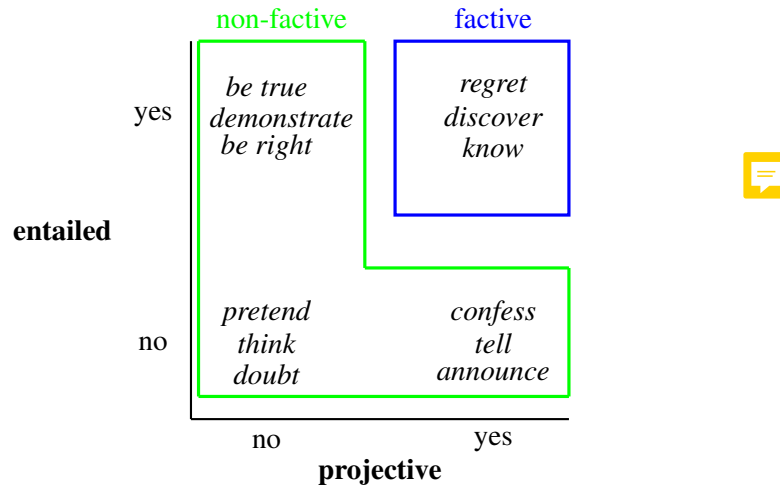 non-factive factive
yes
be true
demonstrate
be right
regret
discover
know
entailed
no
pretend
think
doubt
confess
tell
announce
no yes
projective